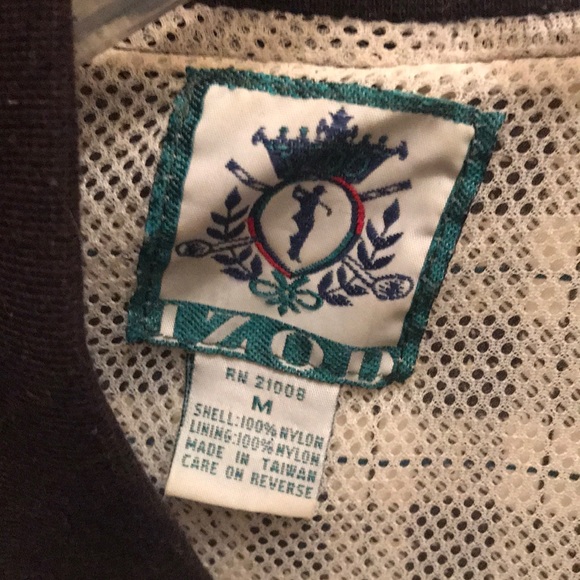 IZOD
RN 21008
M
SHELL:100% NYLON
LINING:100% NYLON
MADE IN TAIWAN
CARE ON REVERSE